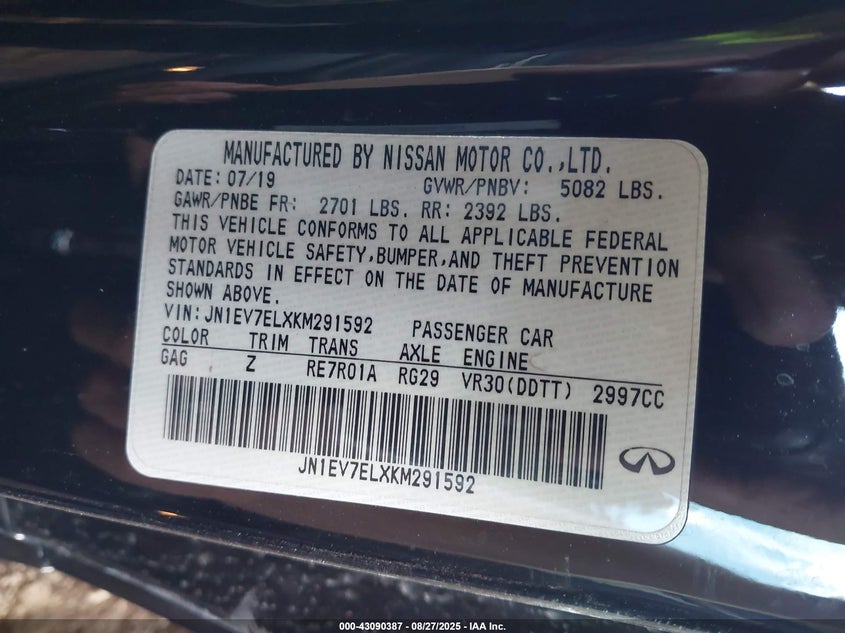 MANUFACTURED BY NISSAN MOTOR CO.,LTD.
DATE: 07/19 GVWR/PNBV: 5082 LBS.
GAWR/PNBE FR: 2701 LBS. RR: 2392 LBS.
THIS VEHICLE CONFORMS TO ALL APPLICABLE FEDERAL
MOTOR VEHICLE SAFETY,BUMPER,AND THEFT PREVENTION
STANDARDS IN EFFECT ON THE DATE OF MANUFACTURE
SHOWN ABOVE.
VIN:JN1EV7ELXKM291592 PASSENGER CAR
COLOR TRIM TRANS AXLE ENGINE
GAG Z RE7R01A RG29 VR30(DDTT) 2997CC
JN1EV7ELXKM291592
000-43090387 - 08/27/2025 - IAA Inc.